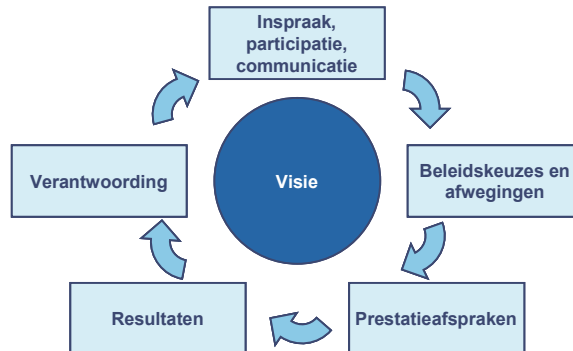 Inspraak,
participatie,
communicatie
Beleidskeuzes en
afwegingen
Prestatieafspraken
Resultaten
Verantwoording
Visie